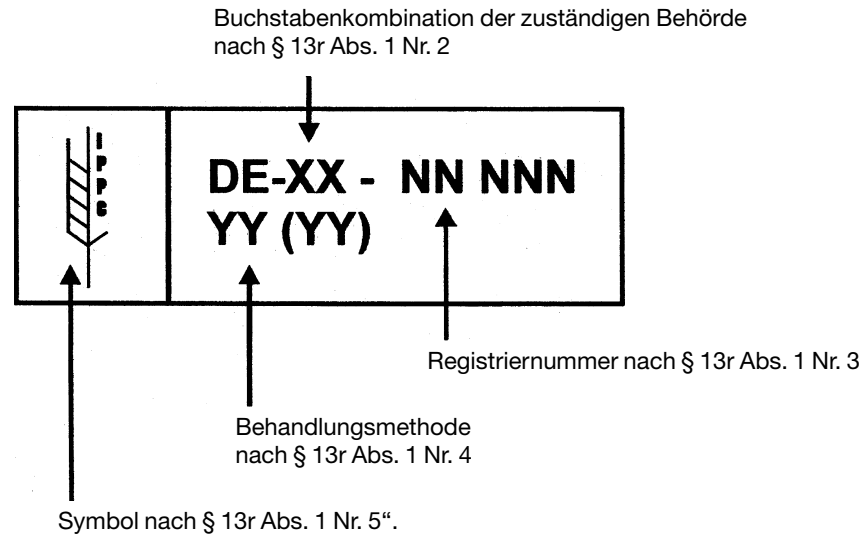 Buchstabenkombination der zuständigen Behörde
nach § 13r Abs. 1 Nr. 2
IPPC
DE-XX - NN NNN
YY (YY)
Registriernummer nach § 13r Abs. 1 Nr. 3
Behandlungsmethode
nach § 13r Abs. 1 Nr. 4
Symbol nach § 13r Abs. 1 Nr. 5“.